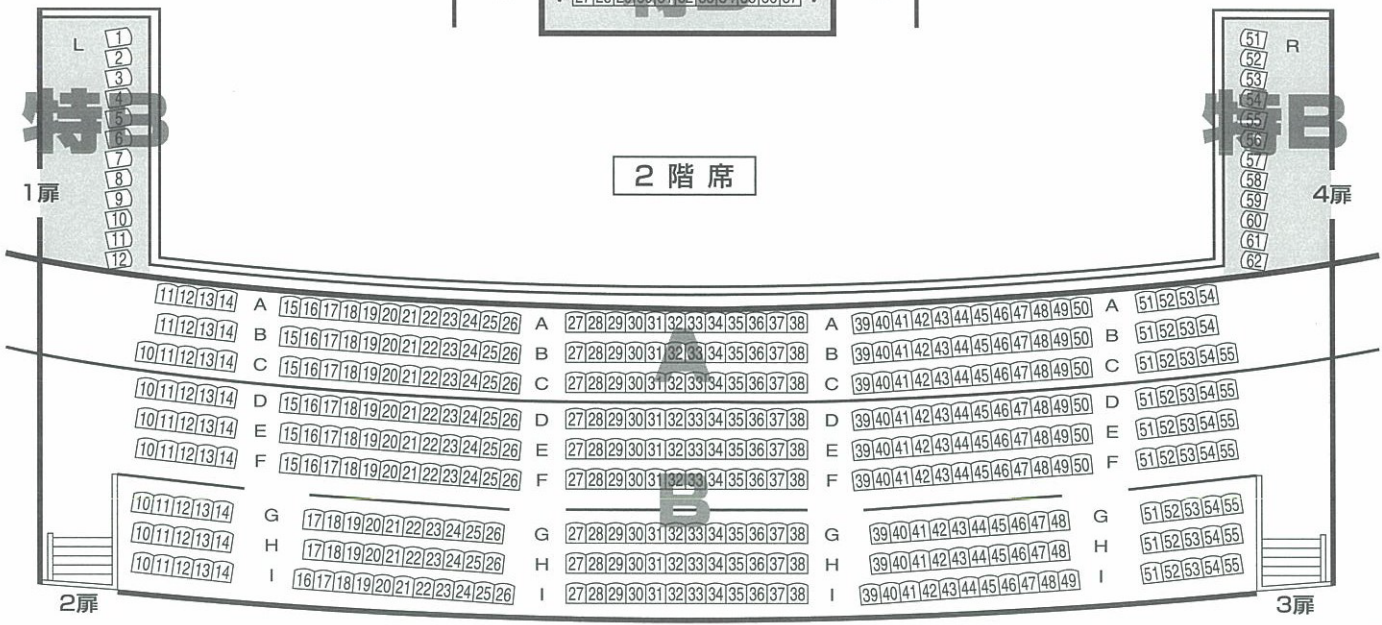 特B
27 28 29 30 31 32 33 34 35 36 37
L
1
2
3
4
5
6
7
8
9
10
11
12
特B
1扉
2階席
R
51
52
53
54
55
56
57
58
59
60
61
62
特B
4扉
11 12 13 14 A 15 16 17 18 19 20 21 22 23 24 25 26 A 27 28 29 30 31 32 33 34 35 36 37 38 A 39 40 41 42 43 44 45 46 47 48 49 50 A 51 52 53 54
11 12 13 14 B 15 16 17 18 19 20 21 22 23 24 25 26 B 27 28 29 30 31 32 33 34 35 36 37 38 B 39 40 41 42 43 44 45 46 47 48 49 50 B 51 52 53 54
A
10 11 12 13 14 C 15 16 17 18 19 20 21 22 23 24 25 26 C 27 28 29 30 31 32 33 34 35 36 37 38 C 39 40 41 42 43 44 45 46 47 48 49 50 C 51 52 53 54 55
10 11 12 13 14 D 15 16 17 18 19 20 21 22 23 24 25 26 D 27 28 29 30 31 32 33 34 35 36 37 38 D 39 40 41 42 43 44 45 46 47 48 49 50 D 51 52 53 54 55
10 11 12 13 14 E 15 16 17 18 19 20 21 22 23 24 25 26 E 27 28 29 30 31 32 33 34 35 36 37 38 E 39 40 41 42 43 44 45 46 47 48 49 50 E 51 52 53 54 55
10 11 12 13 14 F 15 16 17 18 19 20 21 22 23 24 25 26 F 27 28 29 30 31 32 33 34 35 36 37 38 F 39 40 41 42 43 44 45 46 47 48 49 50 F 51 52 53 54 55
B
10 11 12 13 14 G 17 18 19 20 21 22 23 24 25 26 G 27 28 29 30 31 32 33 34 35 36 37 38 G 39 40 41 42 43 44 45 46 47 48 G 51 52 53 54 55
10 11 12 13 14 H 17 18 19 20 21 22 23 24 25 26 H 27 28 29 30 31 32 33 34 35 36 37 38 H 39 40 41 42 43 44 45 46 47 48 H 51 52 53 54 55
10 11 12 13 14 I 16 17 18 19 20 21 22 23 24 25 26 I 27 28 29 30 31 32 33 34 35 36 37 38 I 39 40 41 42 43 44 45 46 47 48 49 I 51 52 53 54 55
2扉
3扉